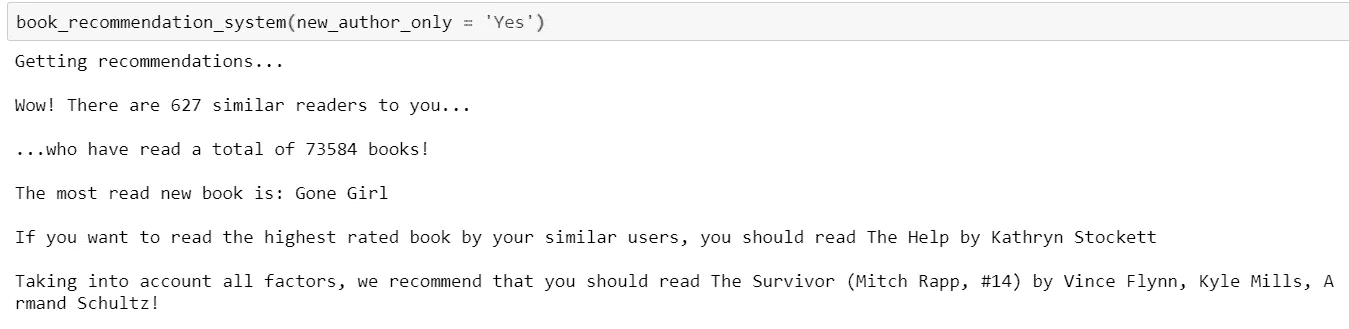 book_recommendation_system(new_author_only = 'Yes')
Getting recommendations...
Wow! There are 627 similar readers to you...
...who have read a total of 73584 books!
The most read new book is: Gone Girl
If you want to read the highest rated book by your similar users, you should read The Help by Kathryn Stockett
Taking into account all factors, we recommend that you should read The Survivor (Mitch Rapp, #14) by Vince Flynn, Kyle Mills, A
rmand Schultz!